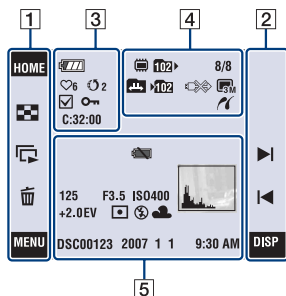 1 3 4 2
HOME
102 8/8
6 2
102 3M
C:32:00
125 F3.5 ISO400
+2.0EV
MENU
DSC00123 2007 1 1 9:30 AM
DISP
5